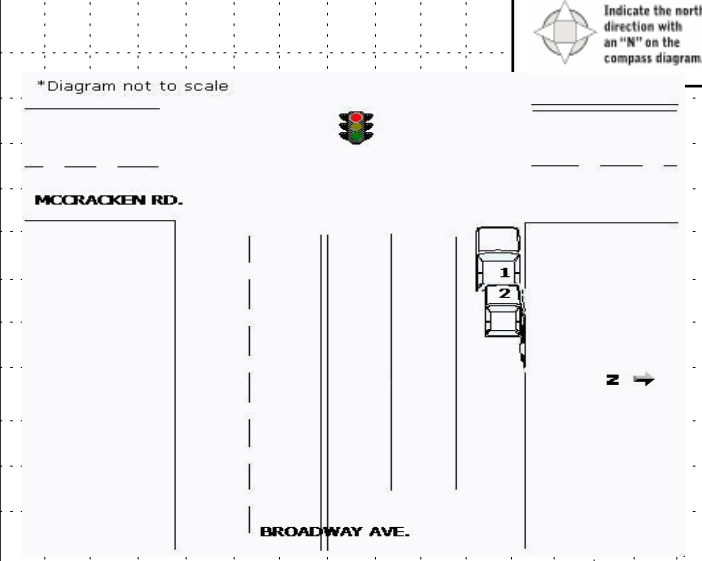 Indicate the north
direction with
an "N" on the
compass diagram.
*Diagram not to scale
MCCRACKEN RD.
1
2
N
BROADWAY AVE.